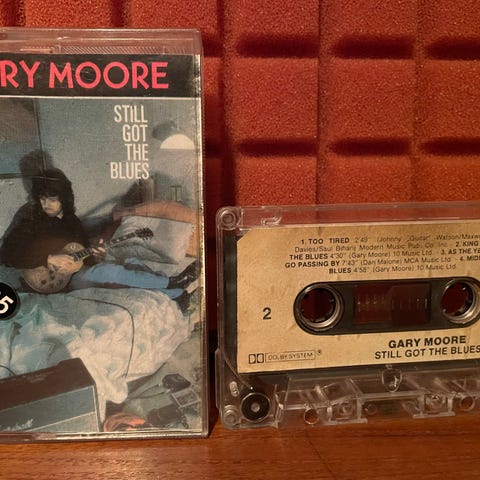 RY MOORE
STILL
GOT
THE
BLUES
5
1. TOO TIRED 2'49" (Johnny "Guitar" Watson/Maxwe
Davies/Saul Bihari) Modern Music Pub. Co. Inc. 2. KING
THE BLUES 4'30" (Gary Moore) 10 Music Ltd. 3. AS THE YE
GO PASSING BY 7'43" (Dan Malone) MCA Music Ltd. 4. MID
BLUES 4'58" (Gary Moore) 10 Music Ltd.
2
GARY MOORE
DOLBY SYSTEM ®
STILL GOT THE BLUES